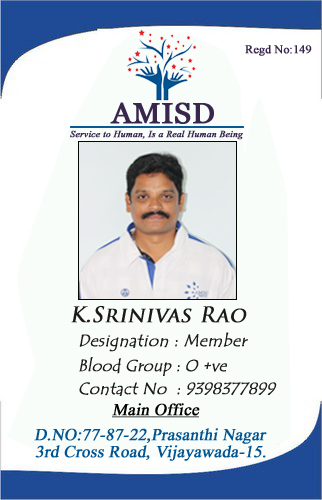 Regd No:149
AMISD
Service to Human, Is a Real Human Being
K.SRINIVAS RAO
Designation : Member
Blood Group : O +ve
Contact No : 9398377899
Main Office
D.NO:77-87-22,Prasanthi Nagar
3rd Cross Road, Vijayawada-15.